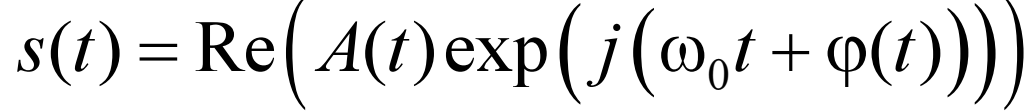 s(t) = Re(A(t)exp(j(ω₀t + φ(t))))